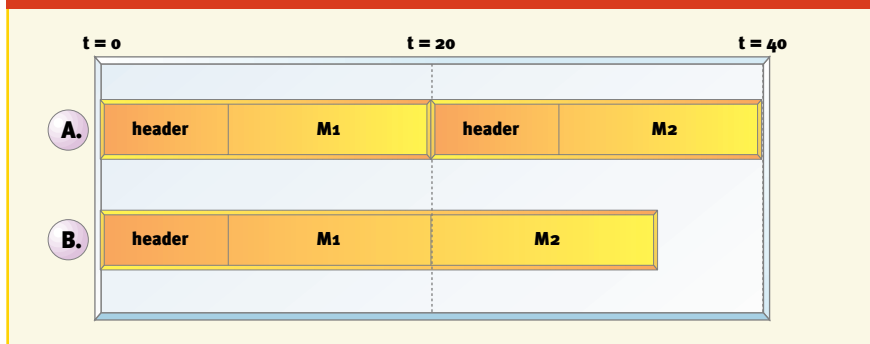 t = 0 t = 20 t = 40
A. header M1 header M2
B. header M1 M2